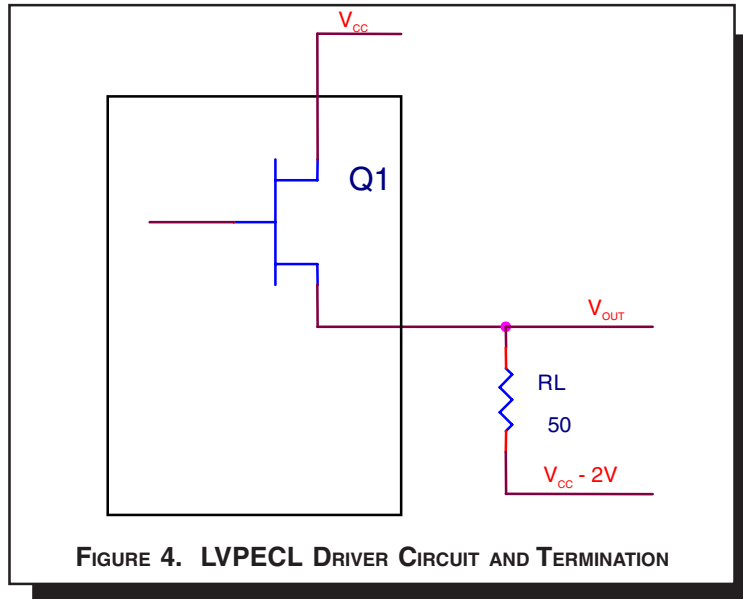 VCC
Q1
VOUT
RL
50
VCC - 2V
FIGURE 4. LVPECL DRIVER CIRCUIT AND TERMINATION